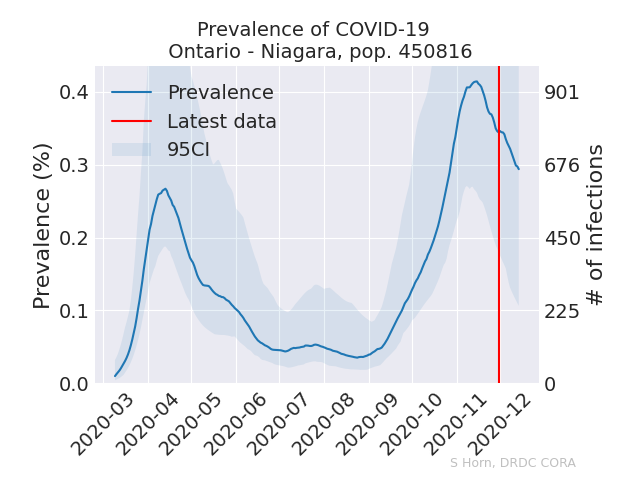 Prevalence of COVID-19
Ontario - Niagara, pop. 450816
Prevalence
Latest data
95CI
Prevalence (%)
0.4
0.3
0.2
0.1
0.0
901
676
450
225
0
# of infections
2020-03
2020-04
2020-05
2020-06
2020-07
2020-08
2020-09
2020-10
2020-11
2020-12
S Horn, DRDC CORA